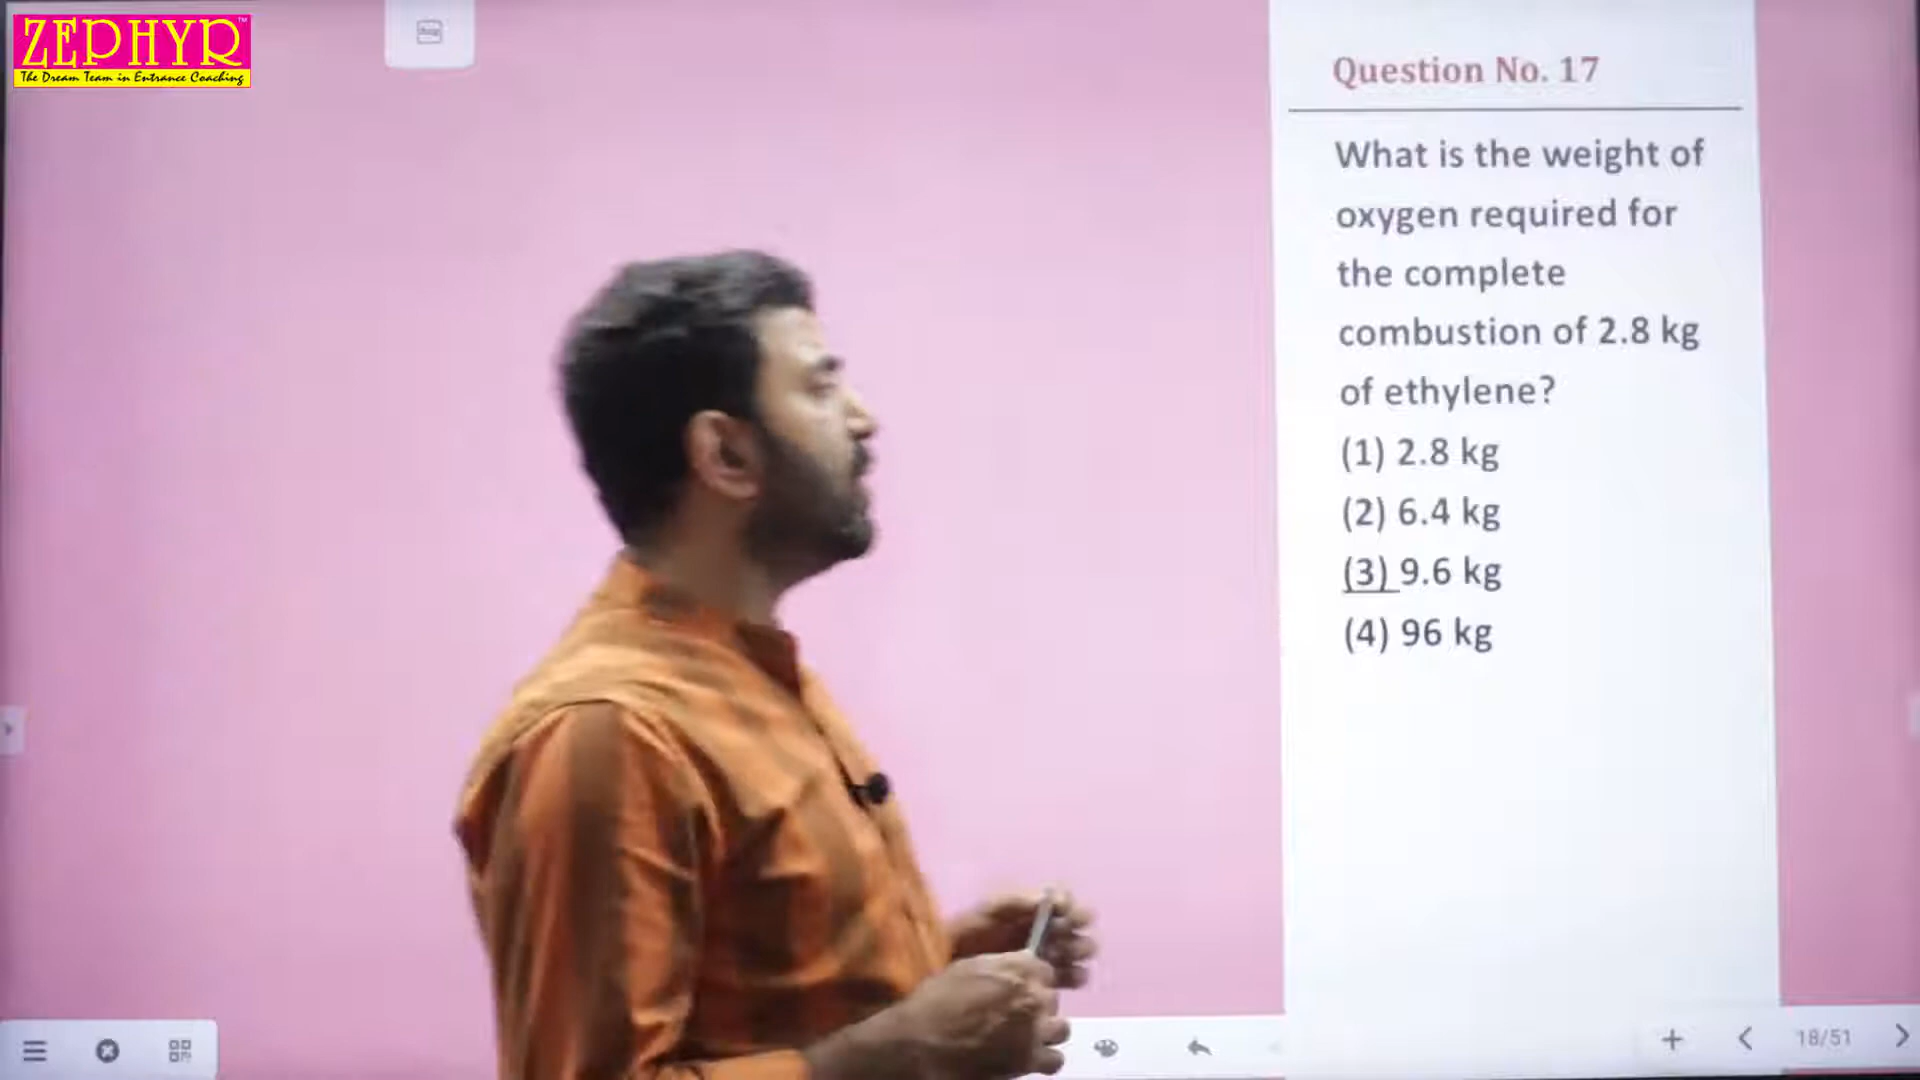 ZEPHYR™
The Dream Team in Entrance Coaching
Question No. 17
What is the weight of
oxygen required for
the complete
combustion of 2.8 kg
of ethylene?
(1) 2.8 kg
(2) 6.4 kg
(3) 9.6 kg
(4) 96 kg
18/51